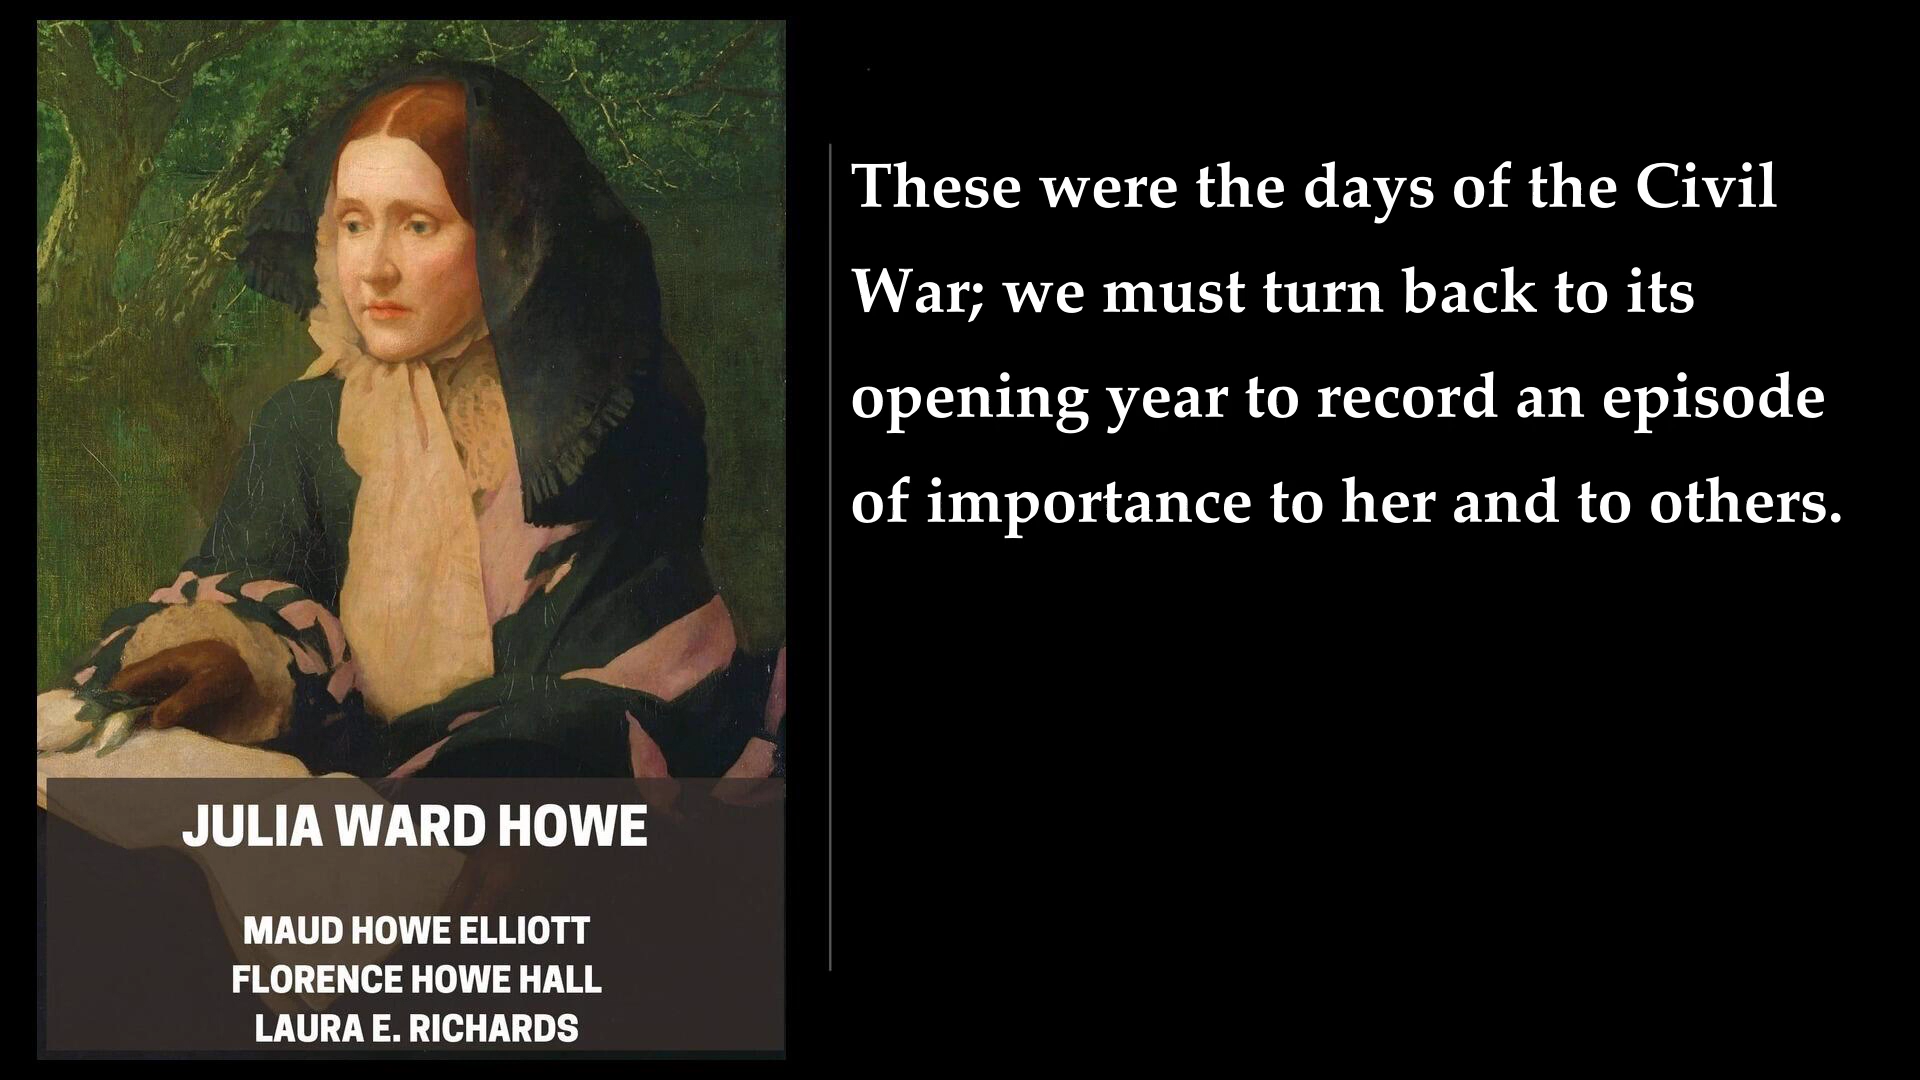 These were the days of the Civil
War; we must turn back to its
opening year to record an episode
of importance to her and to others.
JULIA WARD HOWE
MAUD HOWE ELLIOTT
FLORENCE HOWE HALL
LAURA E. RICHARDS